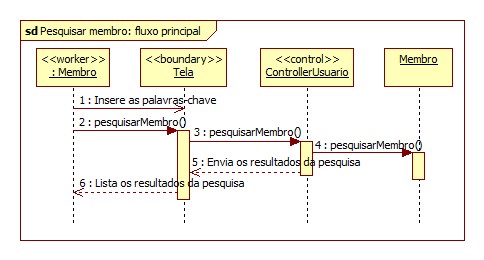 sd Pesquisar membro: fluxo principal
<<worker>>
: Membro
<<boundary>>
Tela
<<control>>
ControllerUsuario
Membro
1 : Insere as palavras-chave
2 : pesquisarMembro()
3 : pesquisarMembro()
4 : pesquisarMembro()
5 : Envia os resultados da pesquisa
6 : Lista os resultados da pesquisa